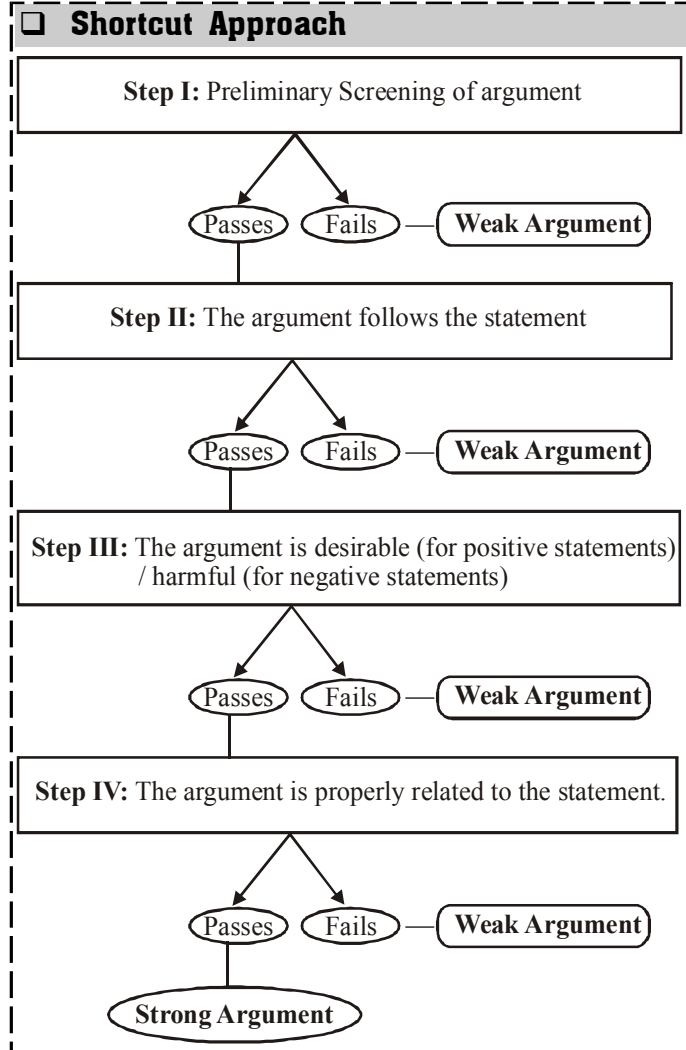 ❑ Shortcut Approach
Step I: Preliminary Screening of argument
Passes Fails — Weak Argument
Step II: The argument follows the statement
Passes Fails — Weak Argument
Step III: The argument is desirable (for positive statements)
/ harmful (for negative statements)
Passes Fails — Weak Argument
Step IV: The argument is properly related to the statement.
Passes Fails — Weak Argument
Strong Argument